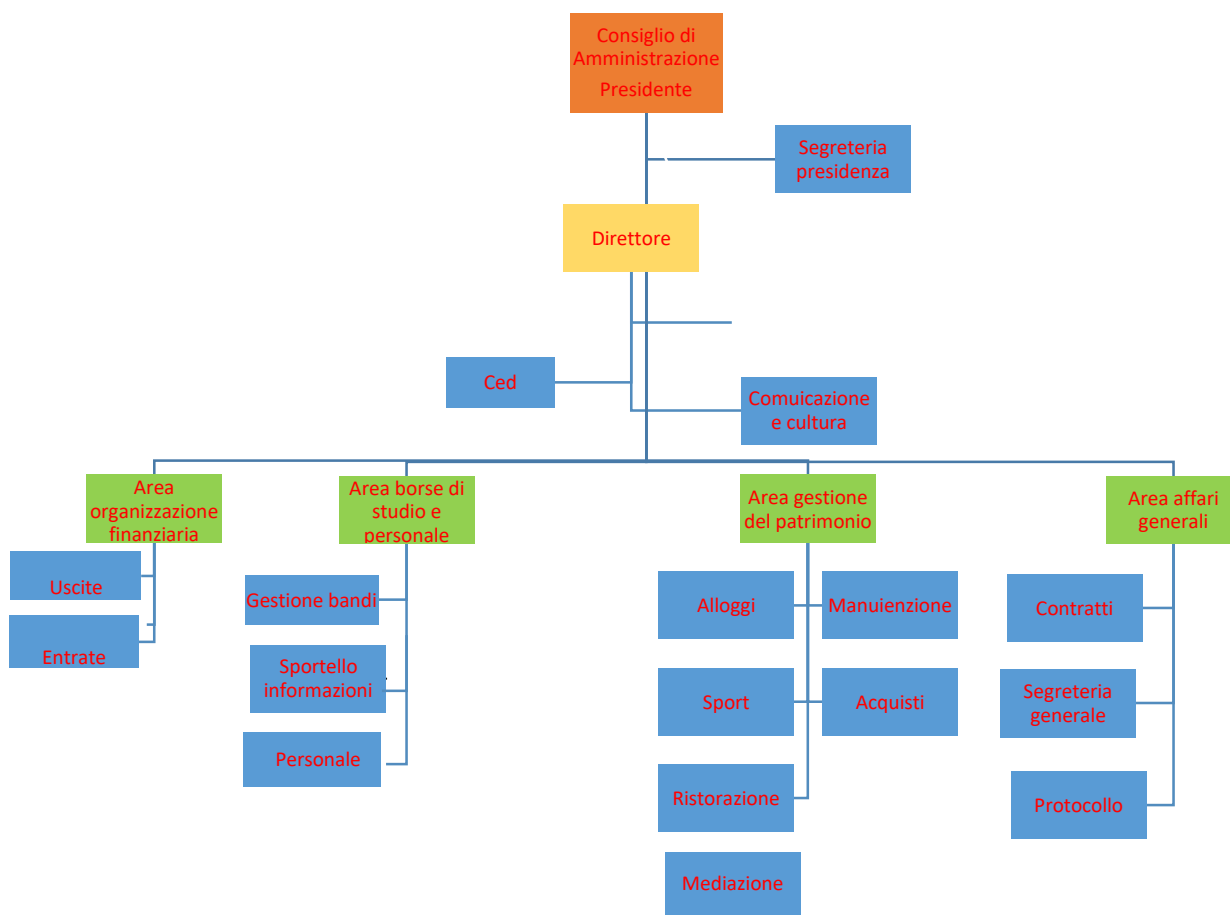 Consiglio di
Amministrazione
Presidente
Segreteria
presidenza
Direttore
Ced
Comuicazione
e cultura
Area
organizzazione
finanziaria
Area borse di
studio e
personale
Area gestione
del patrimonio
Area affari
generali
Uscite
Entrate
Gestione bandi
Sportello
informazioni
Personale
Alloggi
Manuienzione
Sport
Acquisti
Ristorazione
Mediazione
Contratti
Segreteria
generale
Protocollo